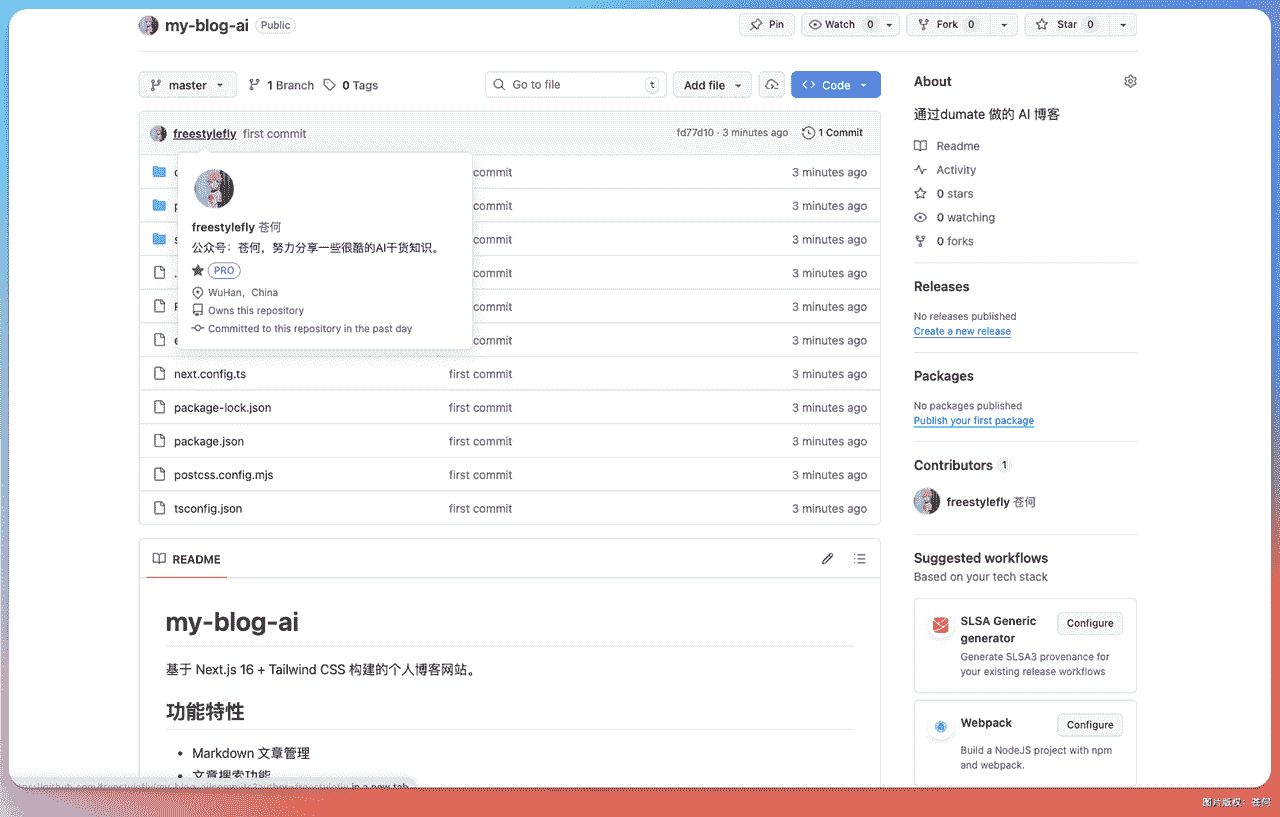 my-blog-ai Public Pin Watch 0 Fork 0 Star 0
master 1 Branch 0 Tags Go to file t Add file Code
freestylefly first commit fd77d10 · 3 minutes ago 1 Commit
commit 3 minutes ago
commit 3 minutes ago
commit 3 minutes ago
commit 3 minutes ago
commit 3 minutes ago
commit 3 minutes ago
freestylefly 苍何
公众号：苍何，努力分享一些很酷的AI干货知识。
PRO
WuHan，China
Owns this repository
Committed to this repository in the past day
next.config.ts first commit 3 minutes ago
package-lock.json first commit 3 minutes ago
package.json first commit 3 minutes ago
postcss.config.mjs first commit 3 minutes ago
tsconfig.json first commit 3 minutes ago
README
my-blog-ai
基于 Next.js 16 + Tailwind CSS 构建的个人博客网站。
功能特性
• Markdown 文章管理
• 文章搜索功能
in a new tab
About
通过dumate 做的 AI 博客
Readme
Activity
0 stars
0 watching
0 forks
Releases
No releases published
Create a new release
Packages
No packages published
Publish your first package
Contributors 1
freestylefly 苍何
Suggested workflows
Based on your tech stack
SLSA Generic generator Configure
Generate SLSA3 provenance for
your existing release workflows
Webpack Configure
Build a NodeJS project with npm
and webpack.
图片版权：苍何